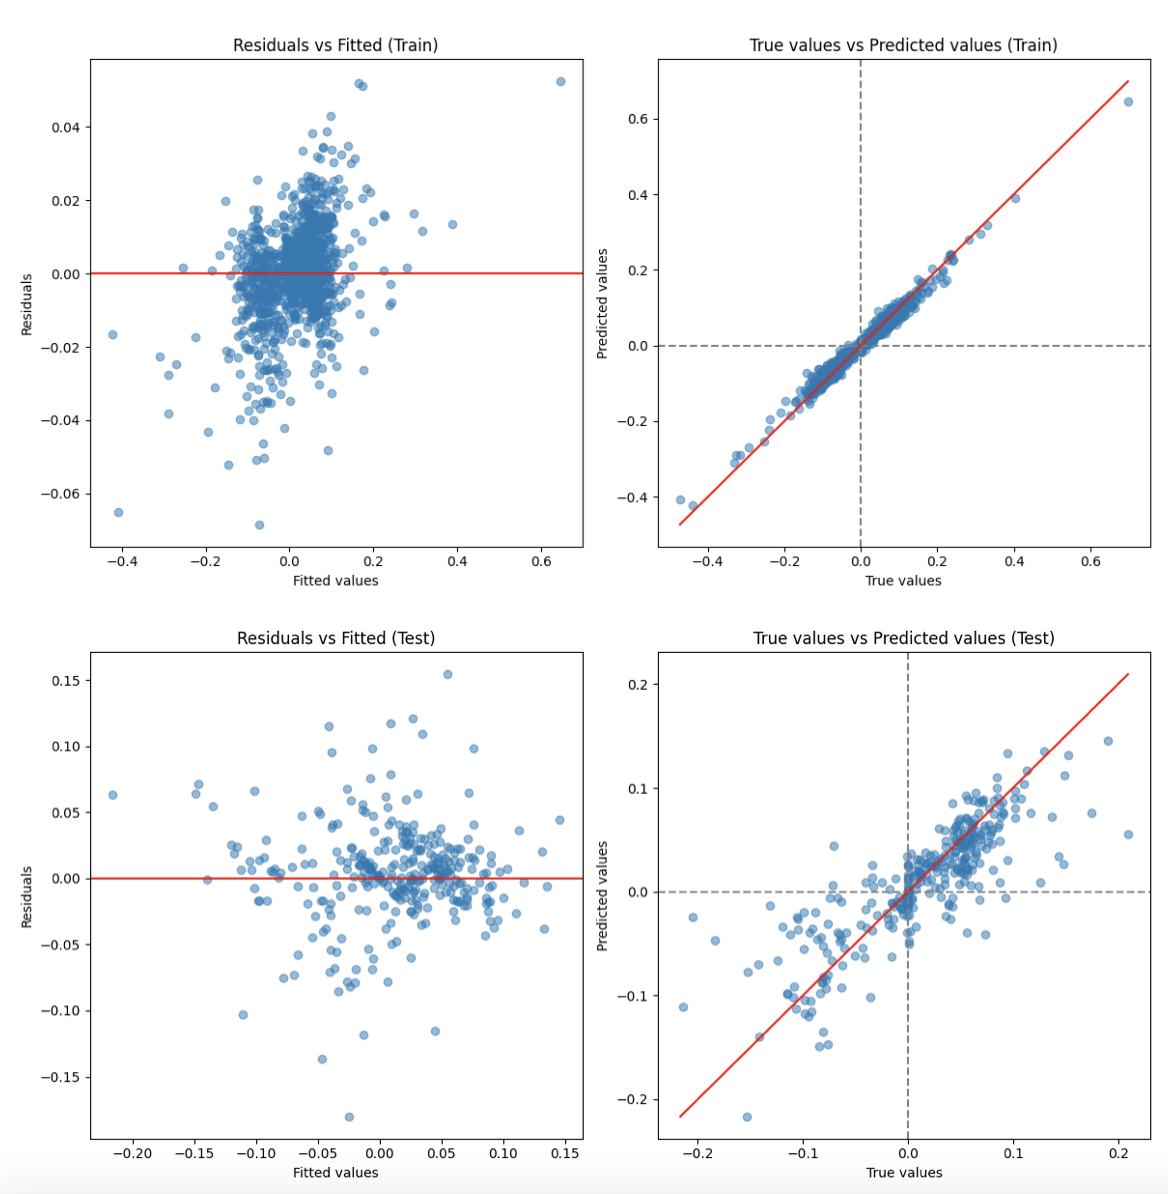 Residuals vs Fitted (Train)
0.04
0.02
0.00
−0.02
−0.04
−0.06
Residuals
−0.4 −0.2 0.0 0.2 0.4 0.6
Fitted values
True values vs Predicted values (Train)
0.6
0.4
0.2
0.0
−0.2
−0.4
Predicted values
−0.4 −0.2 0.0 0.2 0.4 0.6
True values
Residuals vs Fitted (Test)
0.15
0.10
0.05
0.00
−0.05
−0.10
−0.15
Residuals
−0.20 −0.15 −0.10 −0.05 0.00 0.05 0.10 0.15
Fitted values
True values vs Predicted values (Test)
0.2
0.1
0.0
−0.1
−0.2
Predicted values
−0.2 −0.1 0.0 0.1 0.2
True values